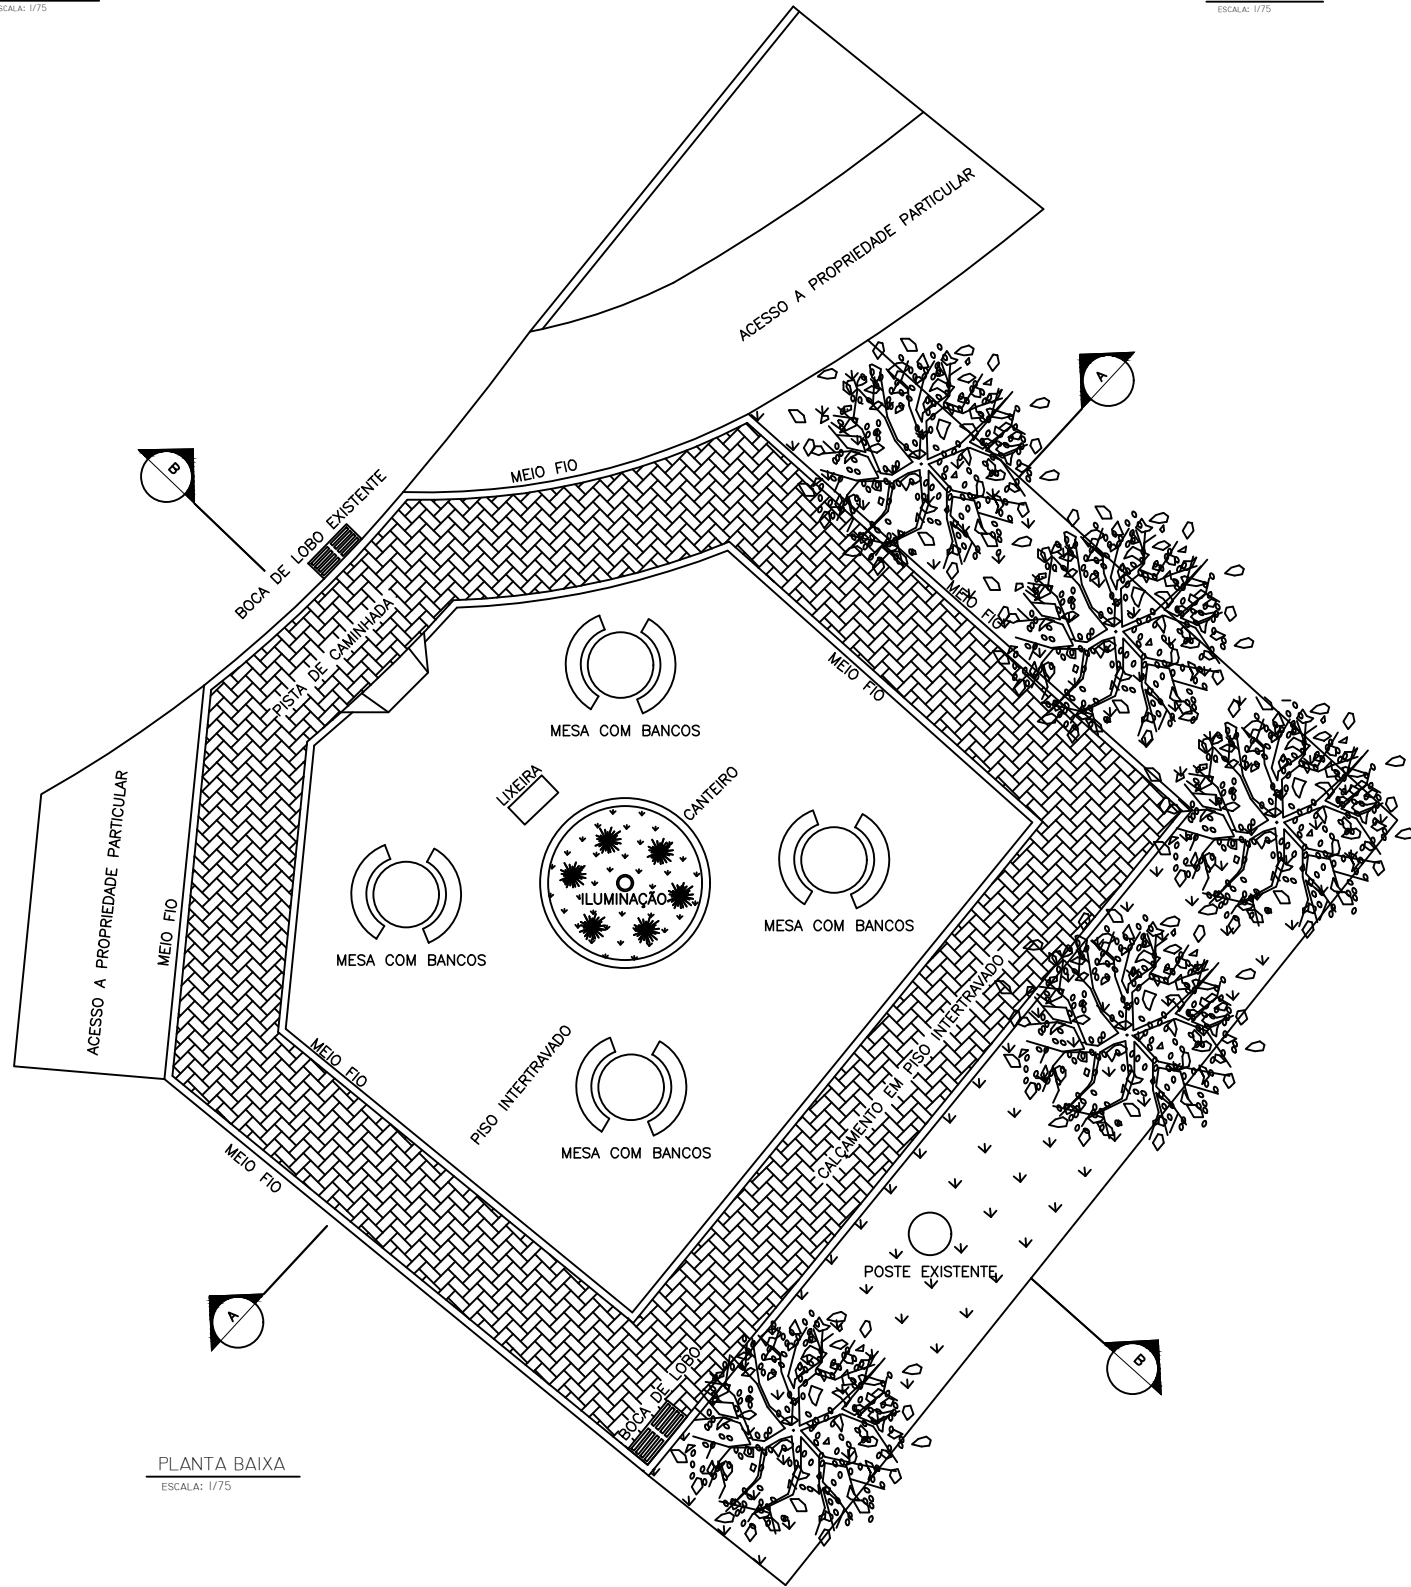 ESCALA: 1/75
ESCALA: 1/75
ACESSO A PROPRIEDADE PARTICULAR
A
B
MEIO FIO
BOCA DE LOBO EXISTENTE
PISTA DE CAMINHADA
MEIO FIO
MEIO FIO
MESA COM BANCOS
LIXEIRA
CANTEIRO
ACESSO A PROPRIEDADE PARTICULAR
MEIO FIO
ILUMINAÇÃO
MESA COM BANCOS
MESA COM BANCOS
MEIO FIO
PISO INTERTRAVADO
CALÇAMENTO EM PISO INTERTRAVADO
MESA COM BANCOS
MEIO FIO
POSTE EXISTENTE
A
B
BOCA DE LOBO
PLANTA BAIXA
ESCALA: 1/75